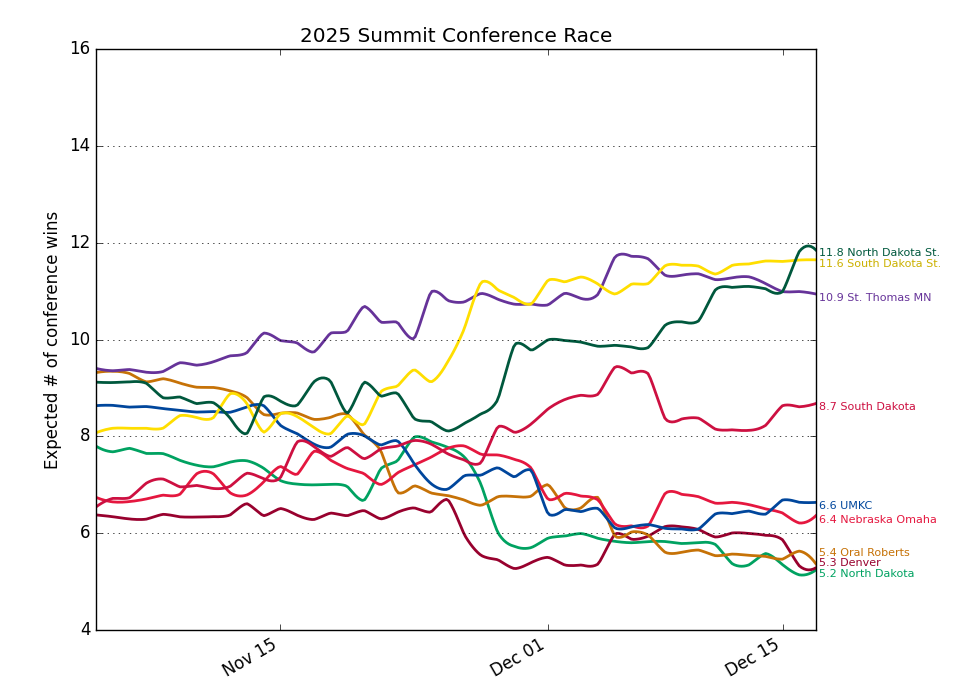 2025 Summit Conference Race
Expected # of conference wins
16
14
12
10
8
6
4
Nov 15
Dec 01
Dec 15
11.8 North Dakota St.
11.6 South Dakota St.
10.9 St. Thomas MN
8.7 South Dakota
6.6 UMKC
6.4 Nebraska Omaha
5.4 Oral Roberts
5.3 Denver
5.2 North Dakota